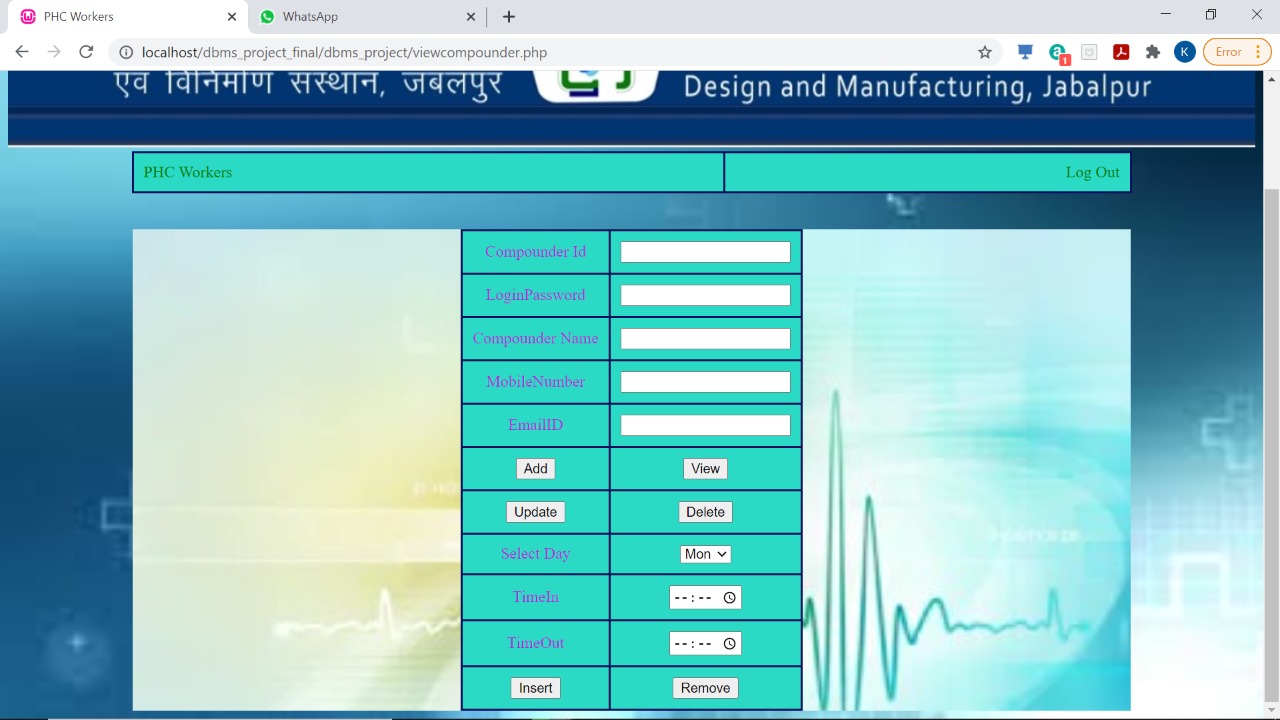 PHC Workers
WhatsApp
localhost/dbms_project_final/dbms_project/viewcompounder.php
1
K
Error
एवं विनिर्माण संस्थान, जबलपुर
Design and Manufacturing, Jabalpur
PHC Workers
Log Out
Compounder Id
LoginPassword
Compounder Name
MobileNumber
EmailID
Add
View
Update
Delete
Select Day
Mon
TimeIn
--:--
TimeOut
--:--
Insert
Remove